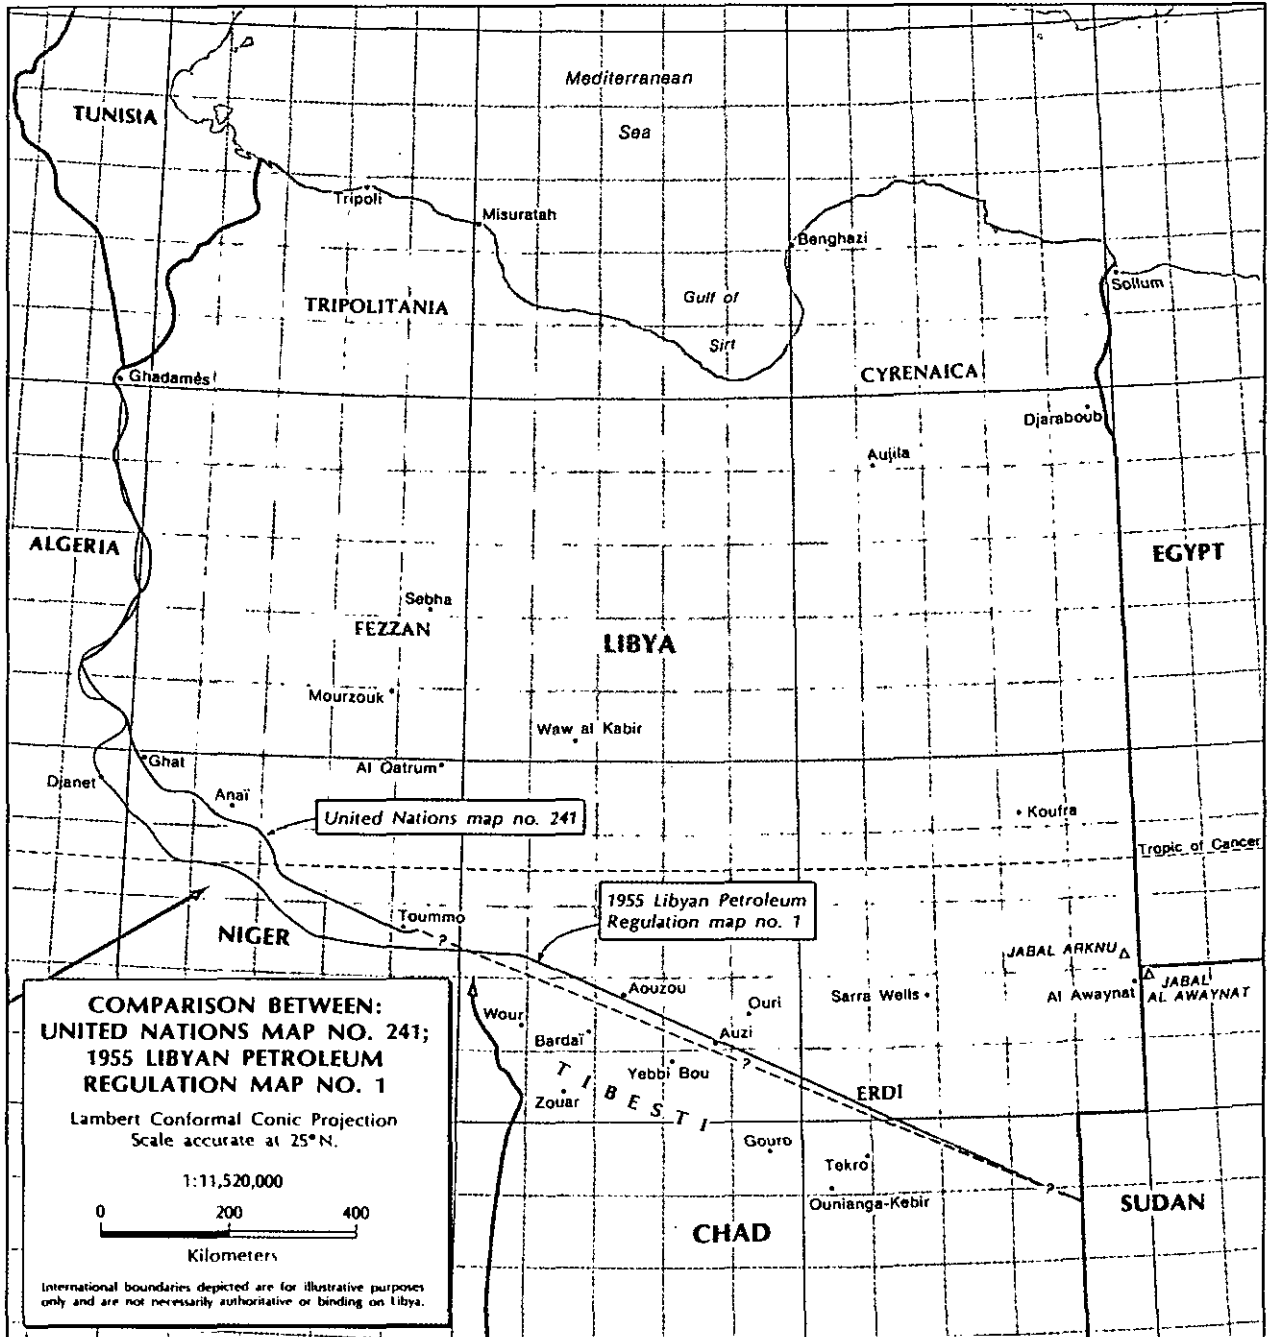 Mediterranean
Sea
TUNISIA
Tripoli
Misuratah
Benghazi
Sollum
Gulf of
Sirt
TRIPOLITANIA
CYRENAICA
Ghadamès
Djaraboub
Aujila
ALGERIA
EGYPT
Sebha
FEZZAN
LIBYA
Mourzouk
Waw al Kabir
Ghat
Al Qatrum
Djanet
Anaï
United Nations map no. 241
Koufra
Tropic of Cancer
1955 Libyan Petroleum
Regulation map no. 1
Toummo
?
NIGER
JABAL ARKNU
JABAL
AL AWAYNAT
Al Awaynat
Aouzou
Ouri
Sarra Wells
Wour
Bardaï
Auzi
?
Yebbi Bou
TIBESTI
Zouar
ERDI
Gouro
Tekro
Ounianga-Kebir
?
CHAD
SUDAN
COMPARISON BETWEEN:
UNITED NATIONS MAP NO. 241;
1955 LIBYAN PETROLEUM
REGULATION MAP NO. 1
Lambert Conformal Conic Projection
Scale accurate at 25° N.
1:11,520,000
0 200 400
Kilometers
International boundaries depicted are for illustrative purposes
only and are not necessarily authoritative or binding on Libya.